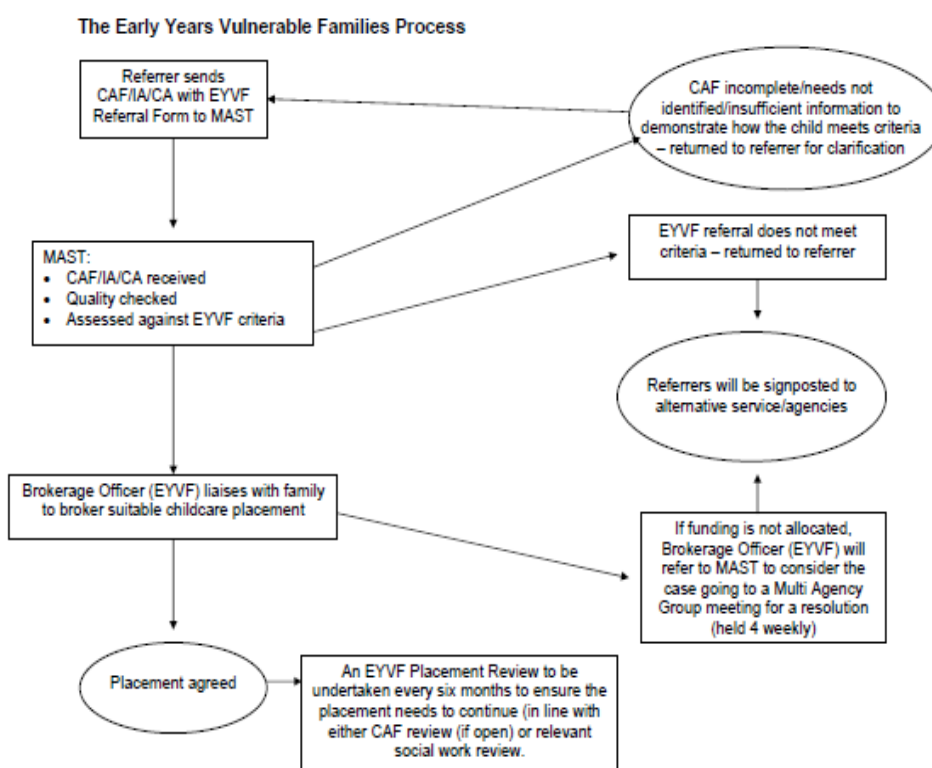 The Early Years Vulnerable Families Process
Referrer sends
CAF/IA/CA with EYVF
Referral Form to MAST
CAF incomplete/needs not
identified/insufficient information to
demonstrate how the child meets criteria
– returned to referrer for clarification
EYVF referral does not meet
criteria – returned to referrer
MAST:
• CAF/IA/CA received
• Quality checked
• Assessed against EYVF criteria
Referrers will be signposted to
alternative service/agencies
Brokerage Officer (EYVF) liaises with family
to broker suitable childcare placement
If funding is not allocated,
Brokerage Officer (EYVF) will
refer to MAST to consider the
case going to a Multi Agency
Group meeting for a resolution
(held 4 weekly)
Placement agreed
An EYVF Placement Review to be
undertaken every six months to ensure the
placement needs to continue (in line with
either CAF review (if open) or relevant
social work review.